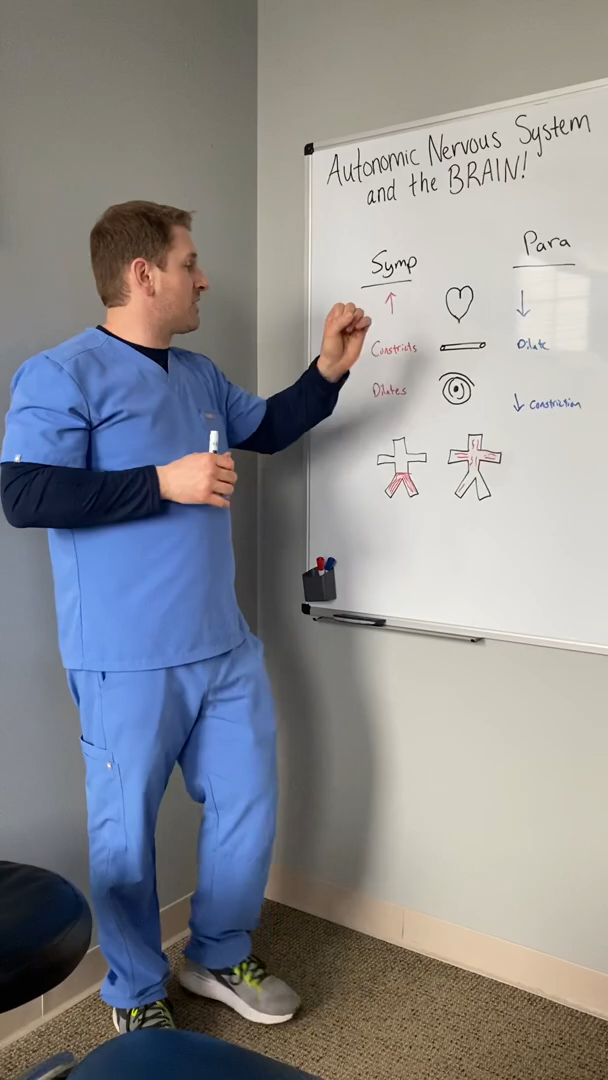 Autonomic Nervous System
and the BRAIN!
Symp
Para
↑
↓
Constricts
Dilate
Dilates
↓ Constriction